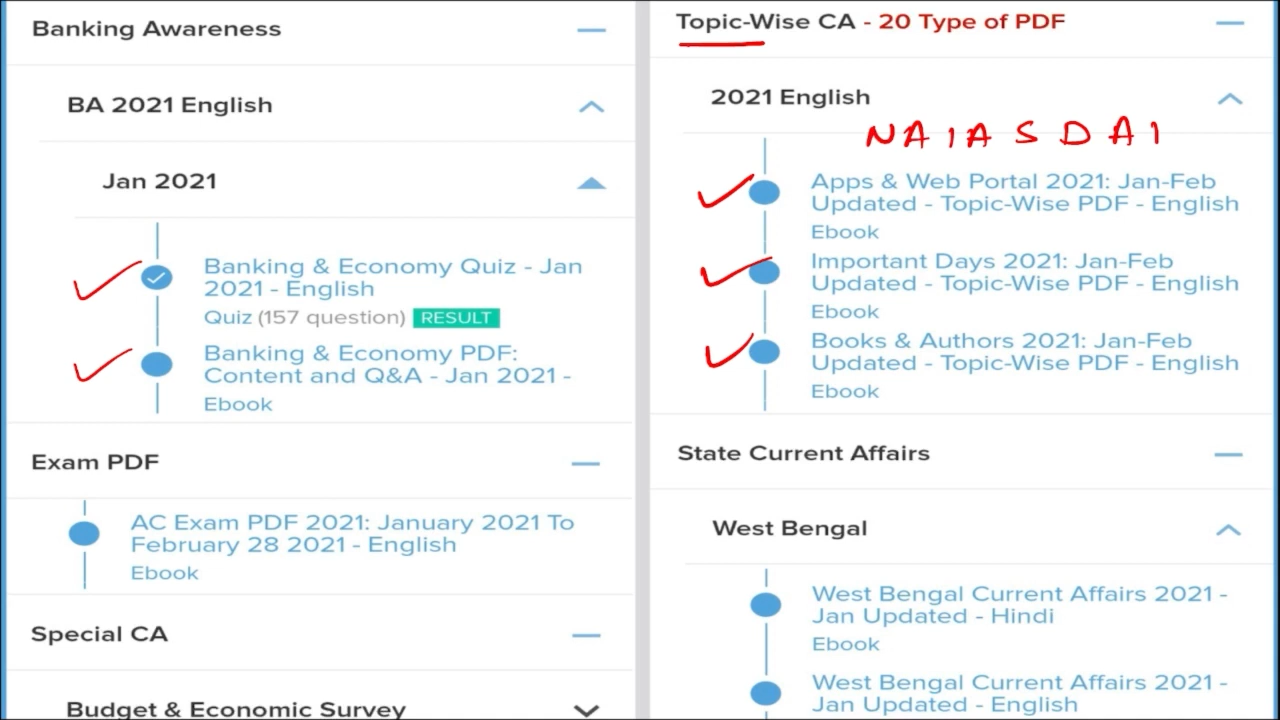 Banking Awareness
BA 2021 English
Jan 2021
Banking & Economy Quiz - Jan
2021 - English
Quiz (157 question) RESULT
Banking & Economy PDF:
Content and Q&A - Jan 2021 -
Ebook
Exam PDF
AC Exam PDF 2021: January 2021 To
February 28 2021 - English
Ebook
Special CA
Budget & Economic Survey
Topic-Wise CA - 20 Type of PDF
2021 English
NAIASDAI
Apps & Web Portal 2021: Jan-Feb
Updated - Topic-Wise PDF - English
Ebook
Important Days 2021: Jan-Feb
Updated - Topic-Wise PDF - English
Ebook
Books & Authors 2021: Jan-Feb
Updated - Topic-Wise PDF - English
Ebook
State Current Affairs
West Bengal
West Bengal Current Affairs 2021 -
Jan Updated - Hindi
Ebook
West Bengal Current Affairs 2021 -
Jan Updated - English